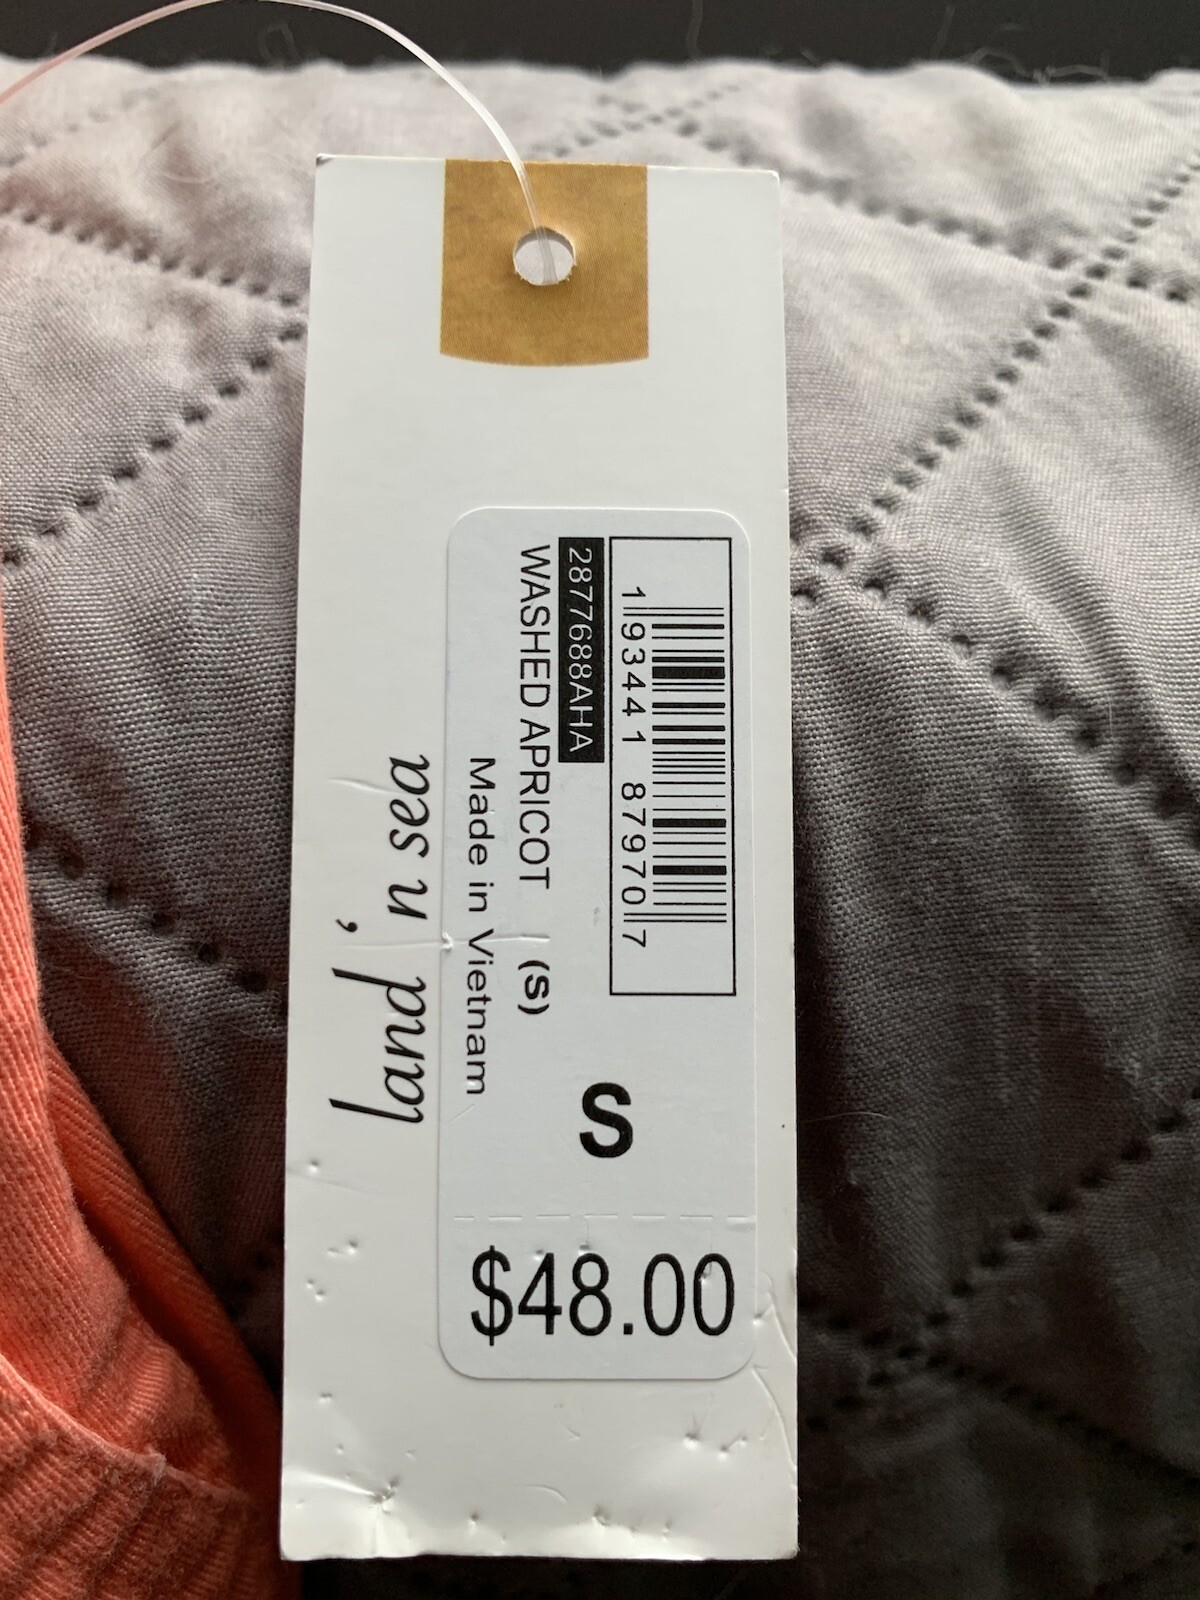 1 93441 87970 7
2877688AHA
WASHED APRICOT (S)
Made in Vietnam
S
$48.00
land 'n sea